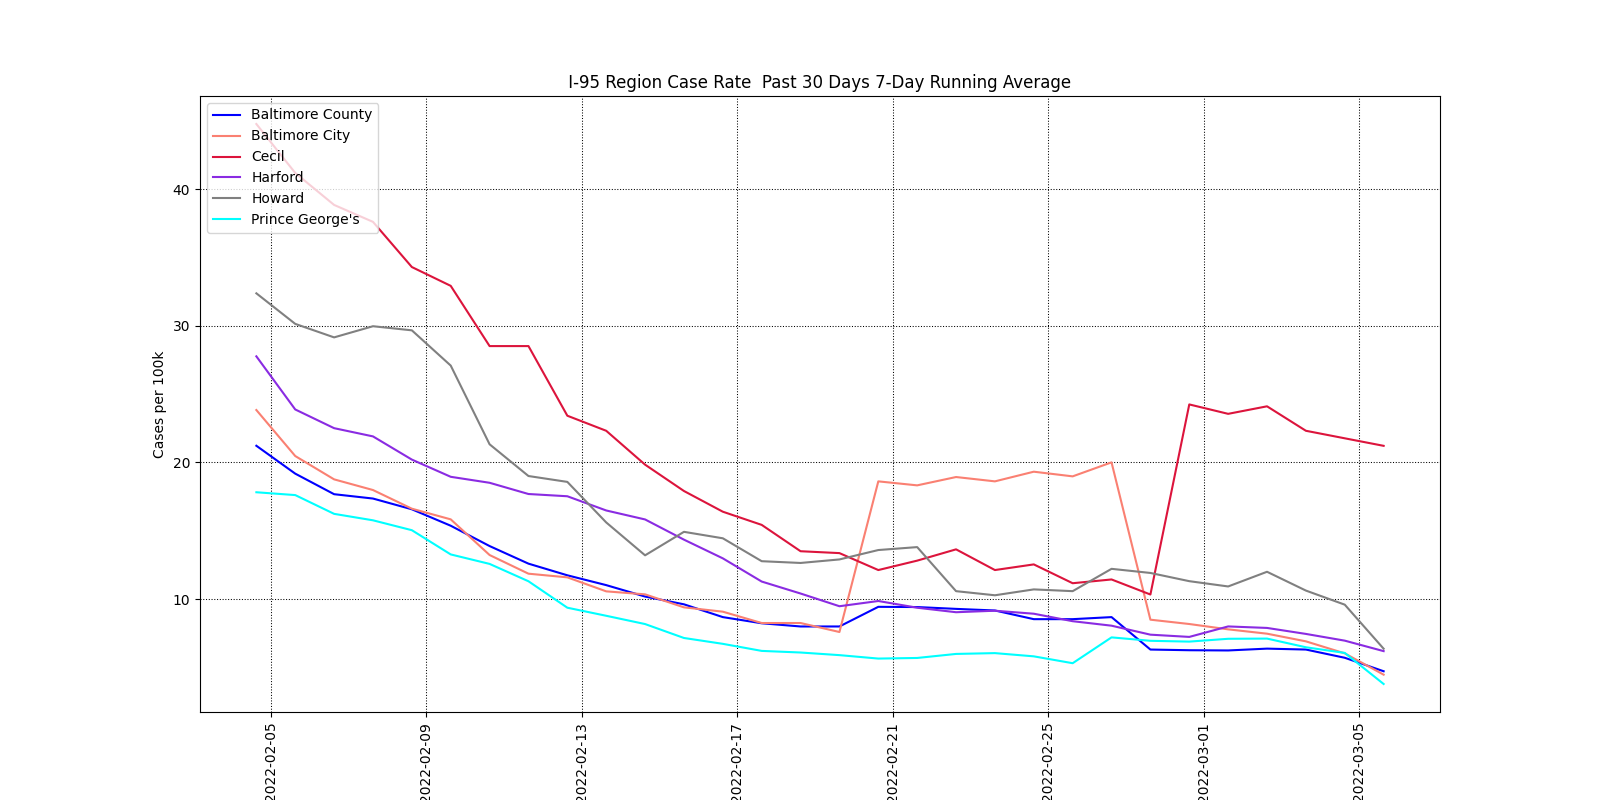 I-95 Region Case Rate  Past 30 Days 7-Day Running Average
Baltimore County
Baltimore City
Cecil
Harford
Howard
Prince George's
Cases per 100k
40
30
20
10
2022-02-05
2022-02-09
2022-02-13
2022-02-17
2022-02-21
2022-02-25
2022-03-01
2022-03-05